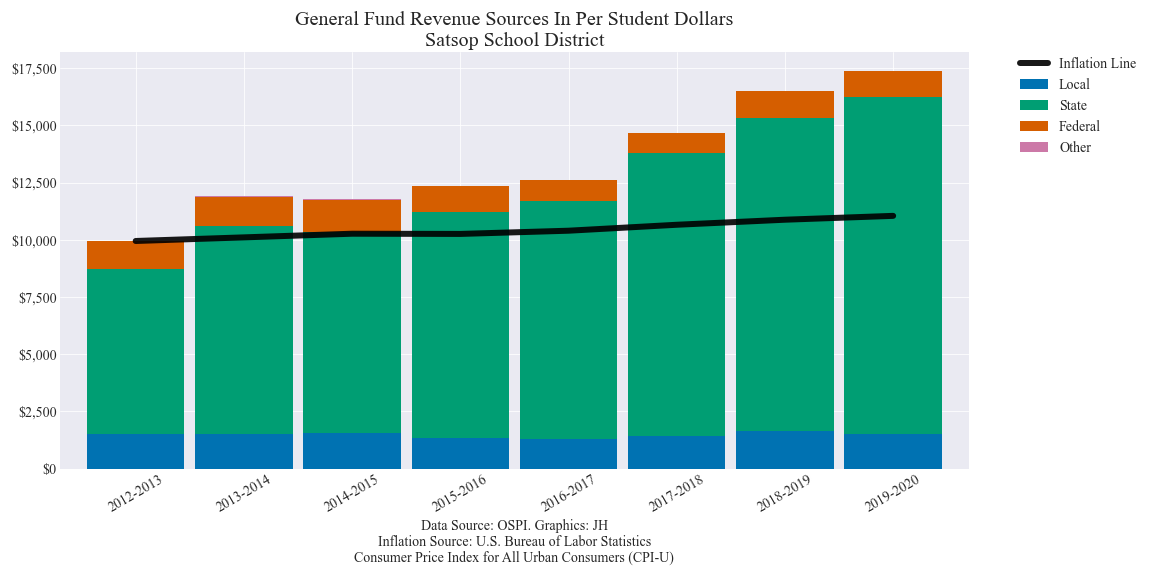 General Fund Revenue Sources In Per Student Dollars
Satsop School District
$17,500
$15,000
$12,500
$10,000
$7,500
$5,000
$2,500
$0
Inflation Line
Local
State
Federal
Other
2012-2013
2013-2014
2014-2015
2015-2016
2016-2017
2017-2018
2018-2019
2019-2020
Data Source: OSPI. Graphics: JH
Inflation Source: U.S. Bureau of Labor Statistics
Consumer Price Index for All Urban Consumers (CPI-U)